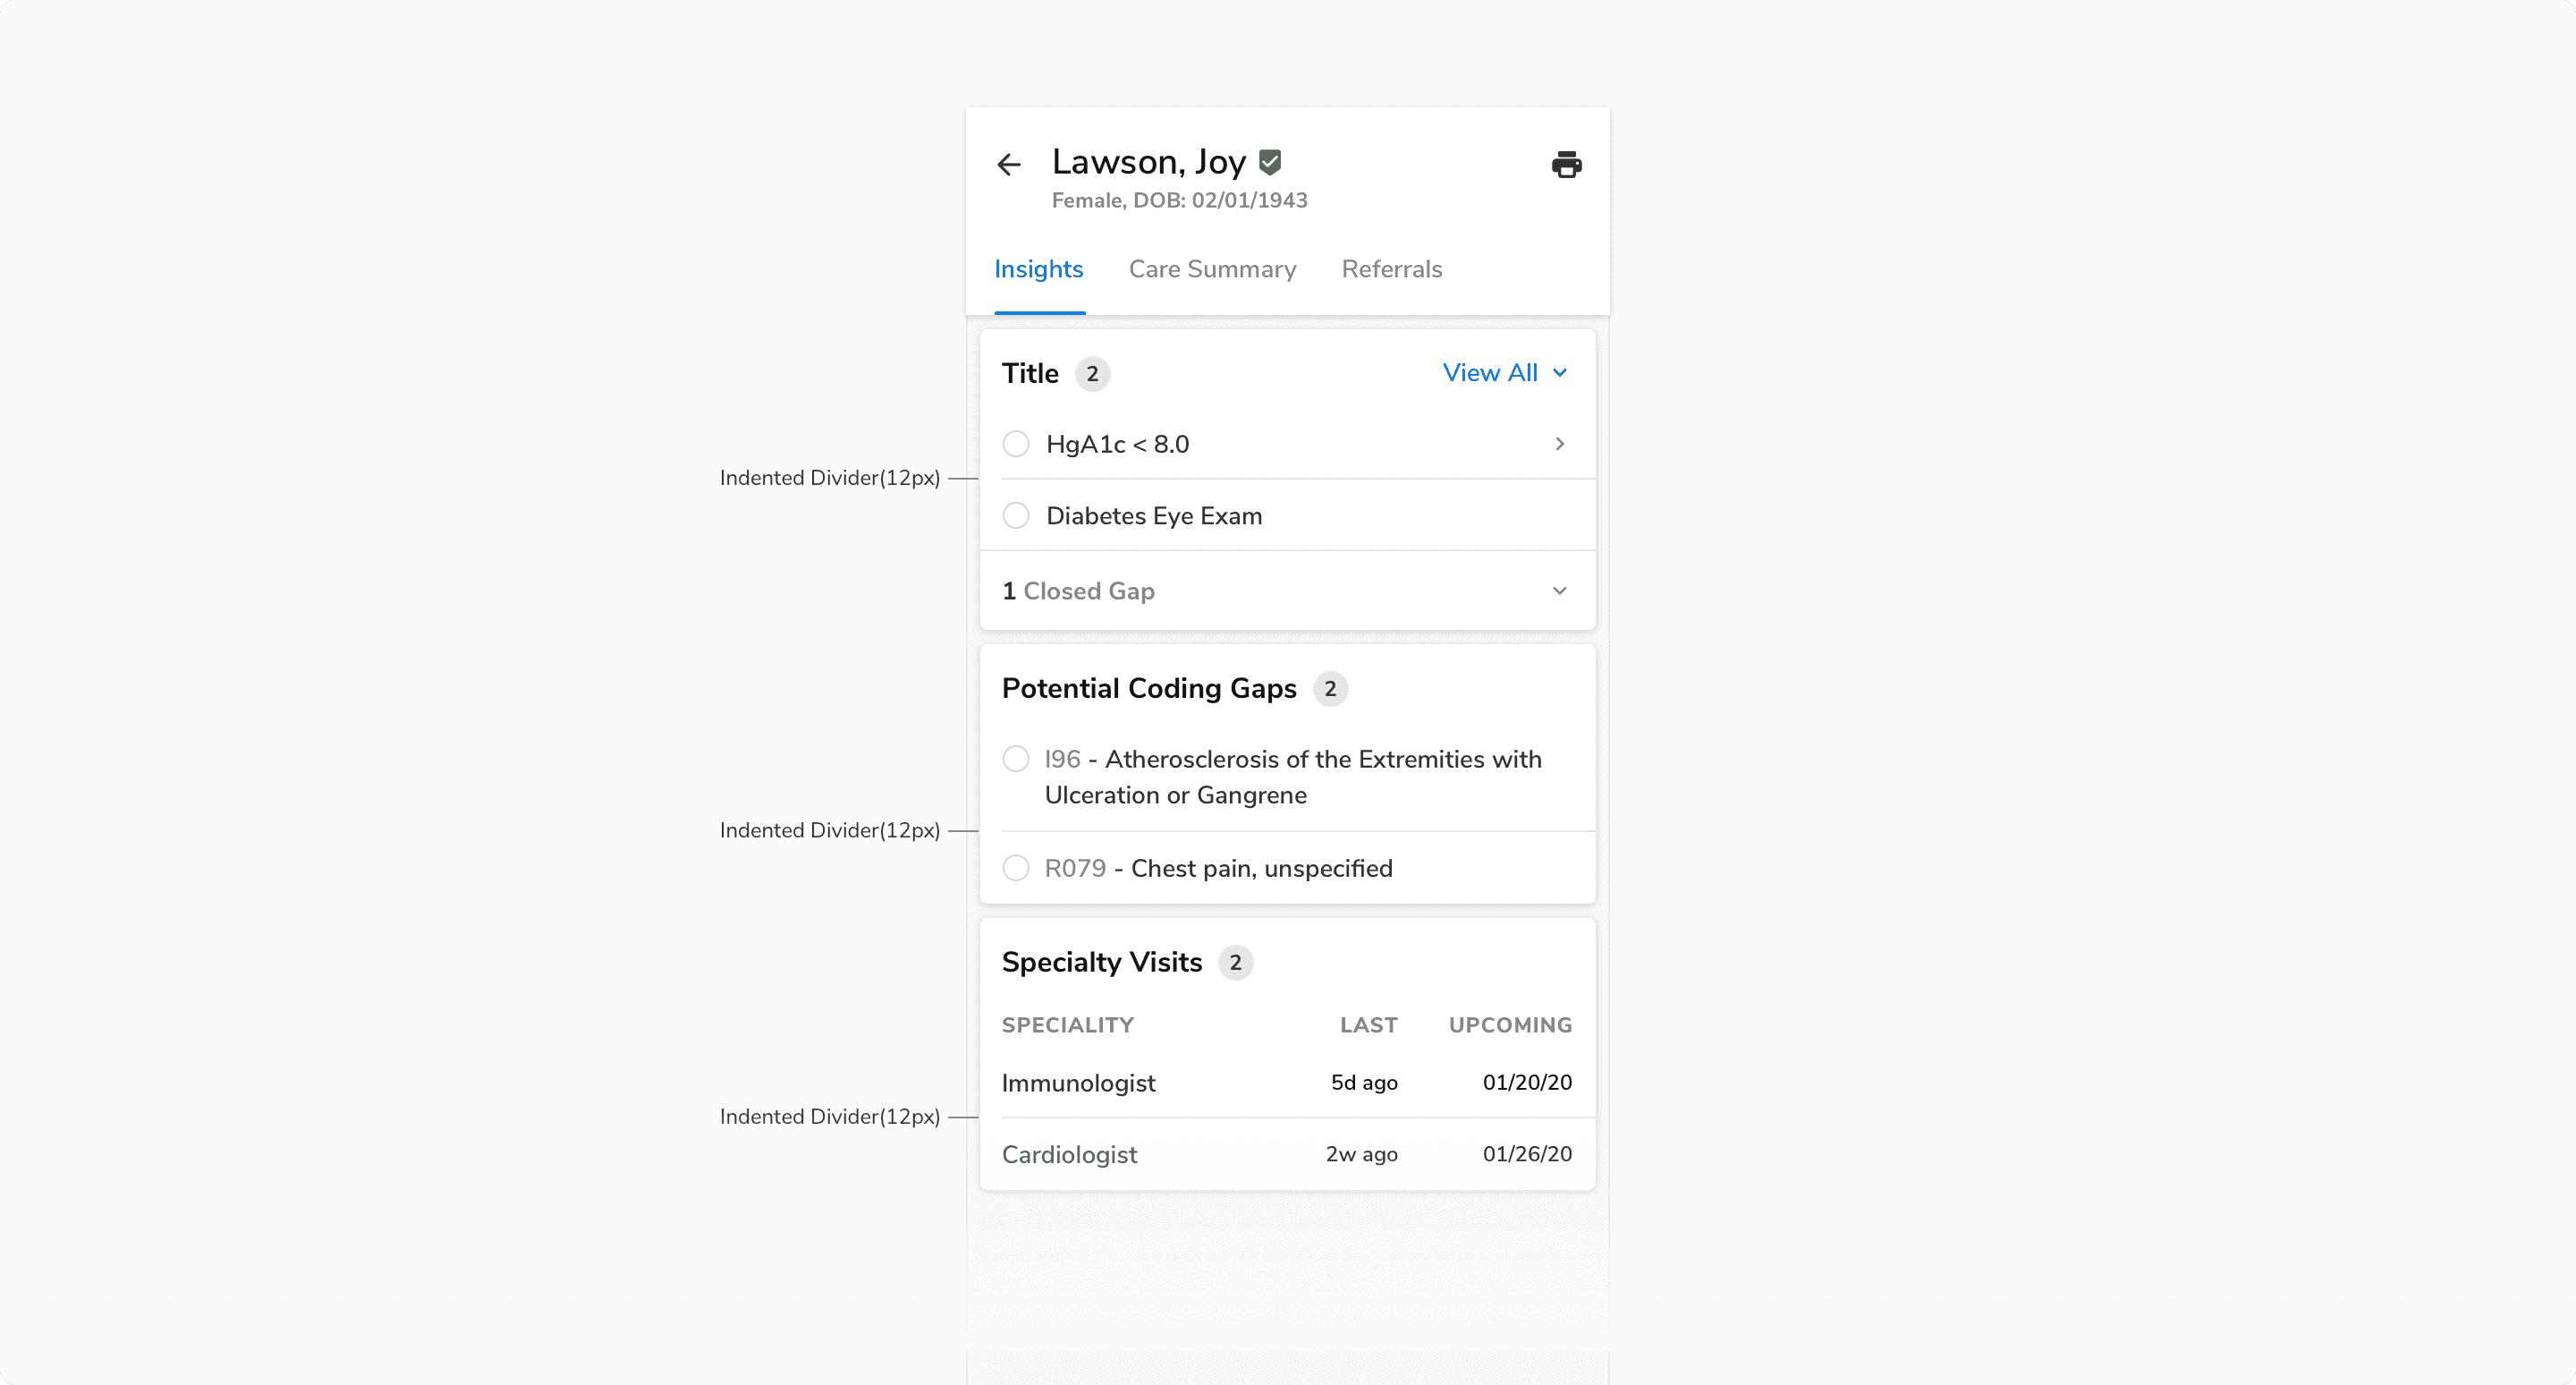 Lawson, Joy
Female, DOB: 02/01/1943
Insights Care Summary Referrals
Title 2 View All
HgA1c < 8.0
Indented Divider(12px)
Diabetes Eye Exam
1 Closed Gap
Potential Coding Gaps 2
I96 - Atherosclerosis of the Extremities with
Ulceration or Gangrene
Indented Divider(12px)
R079 - Chest pain, unspecified
Specialty Visits 2
SPECIALITY LAST UPCOMING
Immunologist 5d ago 01/20/20
Indented Divider(12px)
Cardiologist 2w ago 01/26/20